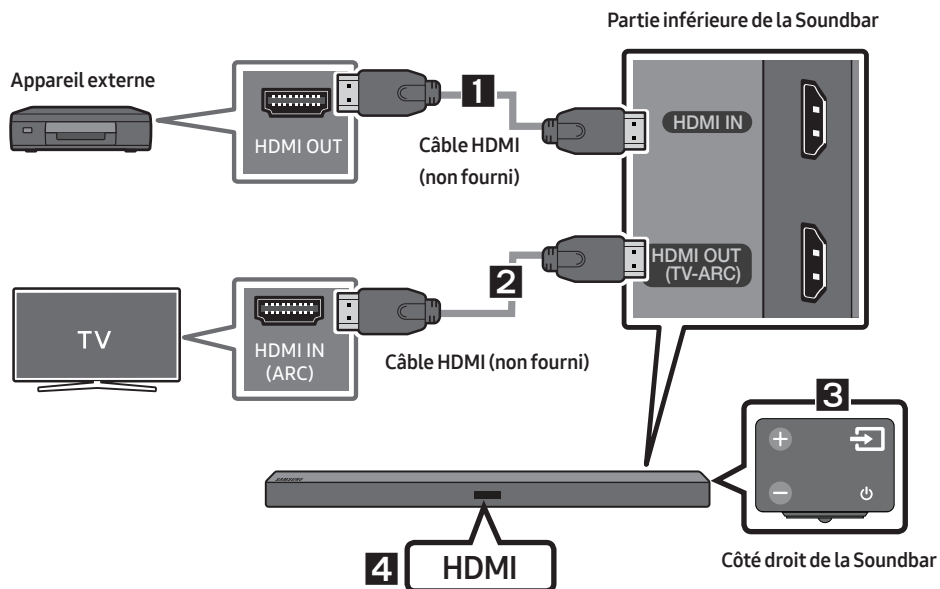 Partie inférieure de la Soundbar
Appareil externe
HDMI OUT
1
Câble HDMI
(non fourni)
HDMI IN
TV
HDMI IN
(ARC)
2
Câble HDMI (non fourni)
HDMI OUT
(TV-ARC)
3
SAMSUNG
4
HDMI
Côté droit de la Soundbar